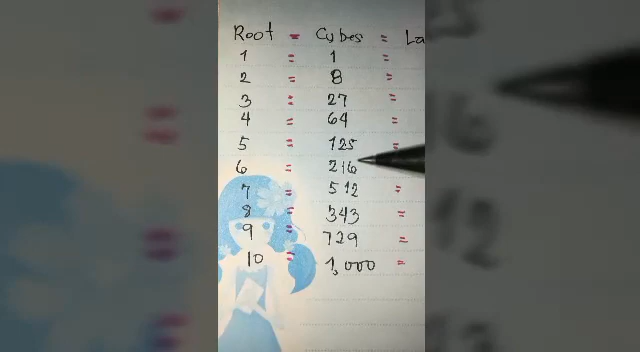 Root = Cubes = La
1 = 1 =
2 = 8 =
3 = 27 =
4 = 64 =
5 = 125 =
6 = 216
7 = 512 =
8 = 343 =
9 = 729 =
10 = 1,000 =